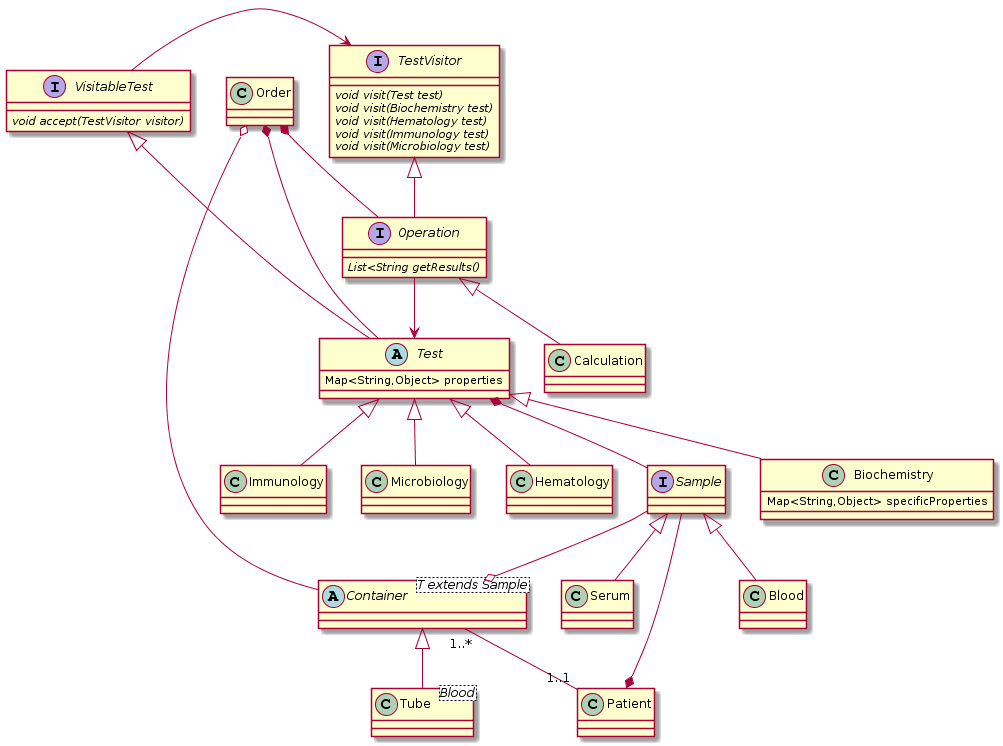 I TestVisitor
void visit(Test test)
void visit(Biochemistry test)
void visit(Hematology test)
void visit(Immunology test)
void visit(Microbiology test)
I VisitableTest
void accept(TestVisitor visitor)
C Order
I Operation
List<String getResults()
A Test
Map<String,Object> properties
C Calculation
C Immunology
C Microbiology
C Hematology
I Sample
C Biochemistry
Map<String,Object> specificProperties
A Container
T extends Sample
C Serum
C Blood
1..*
1..1
C Tube
Blood
C Patient